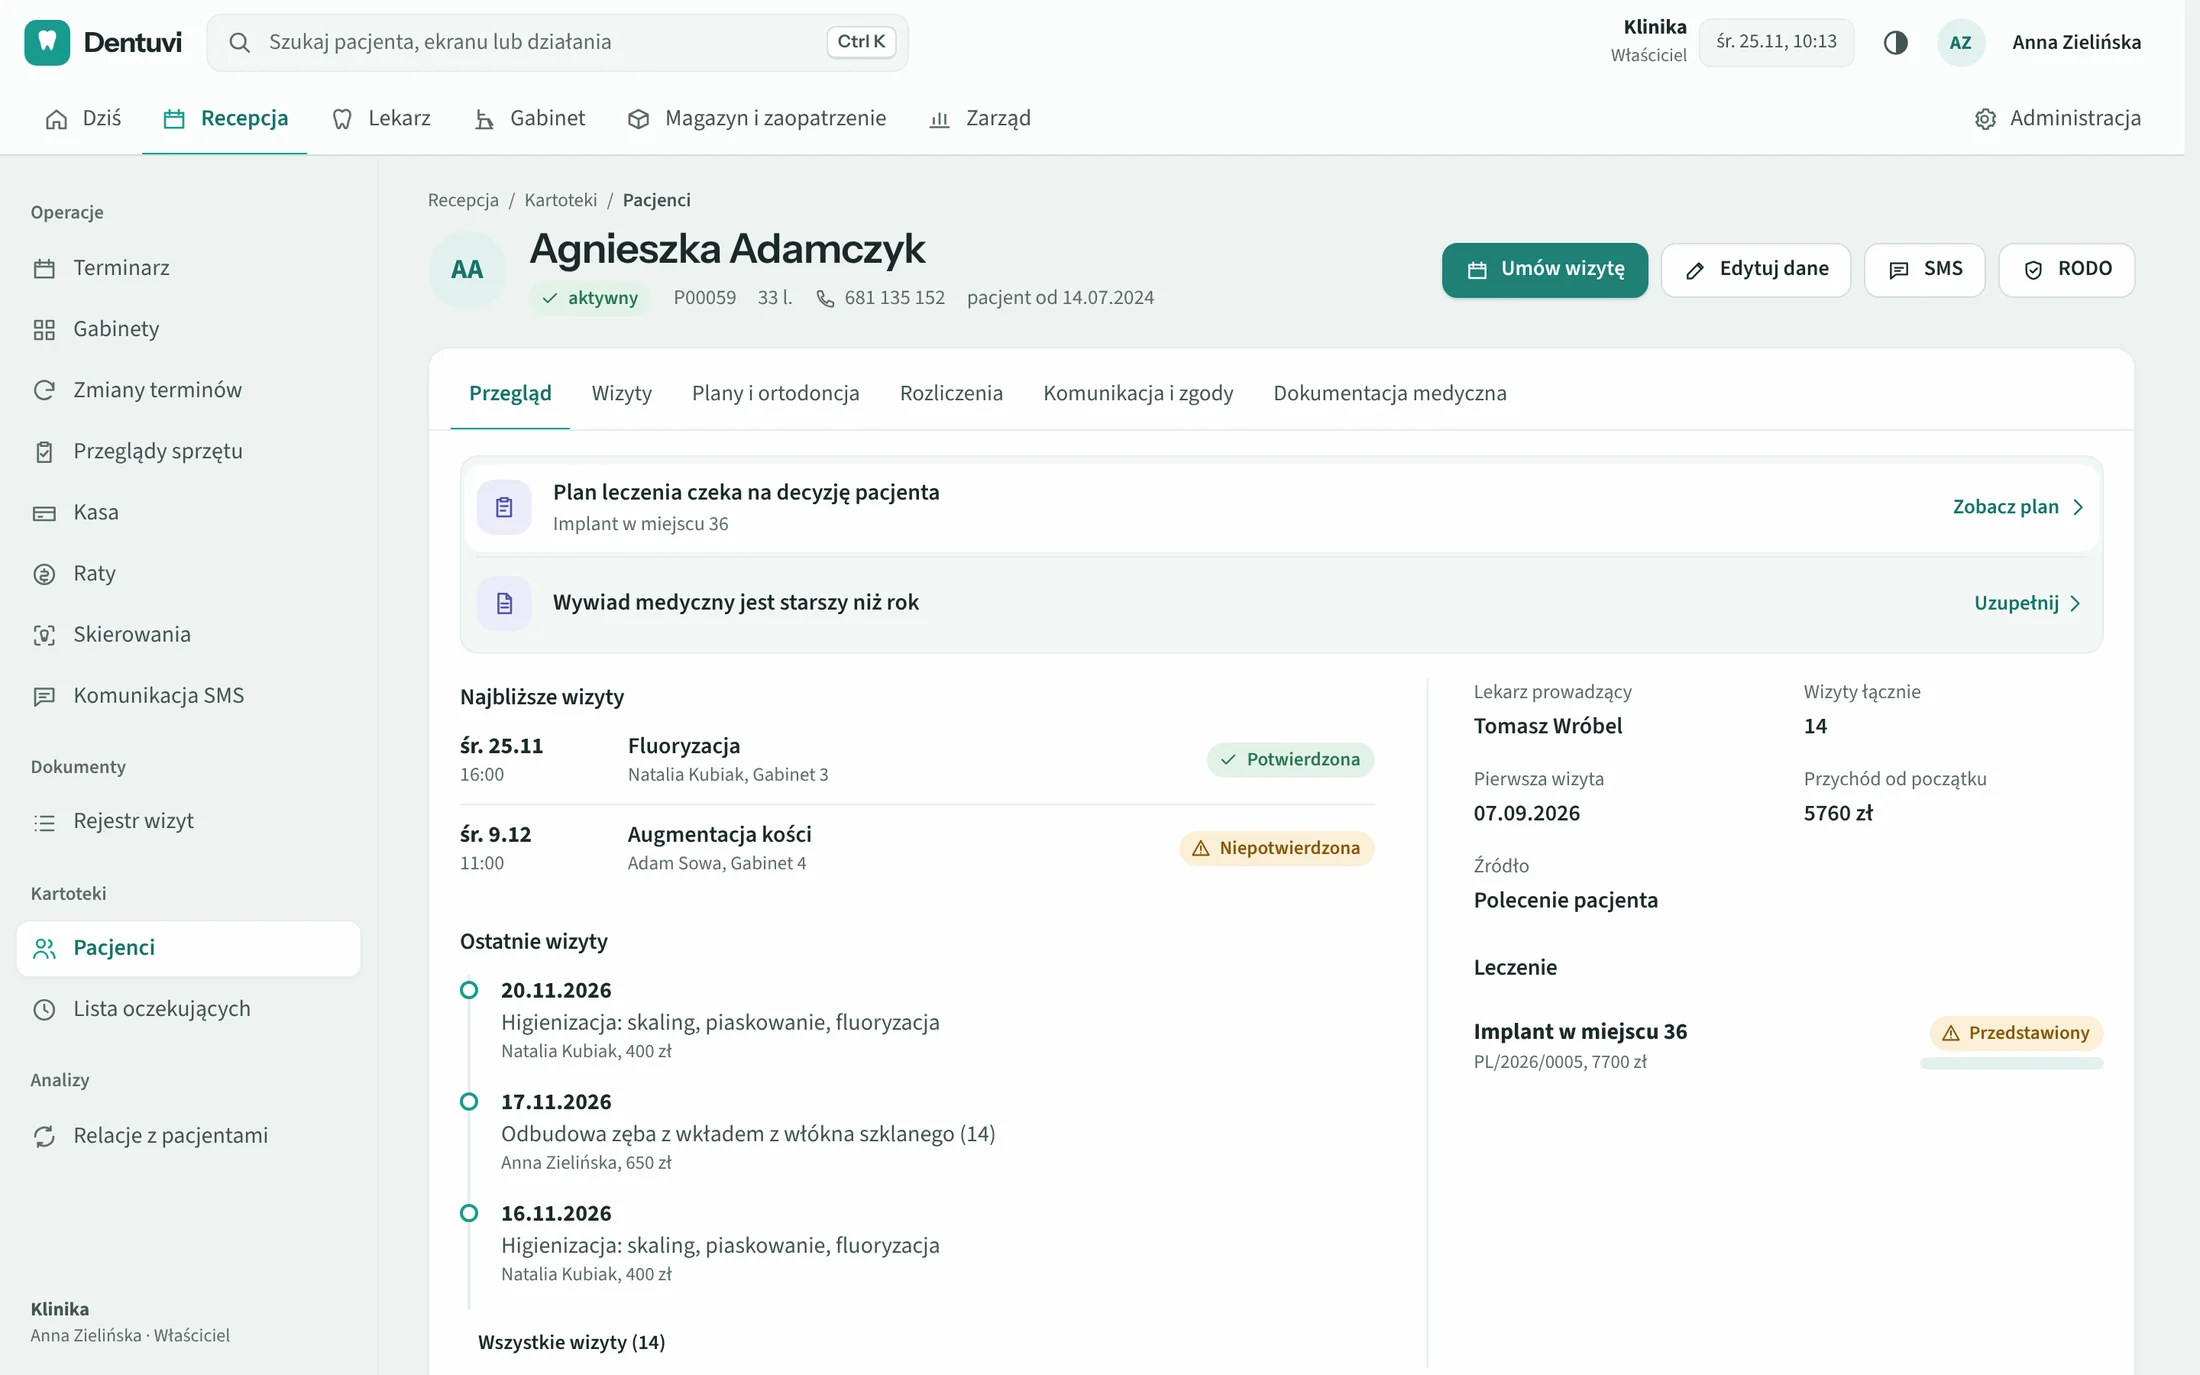 Dentuvi
Szukaj pacjenta, ekranu lub działania
Ctrl K
Klinika
Właściciel
śr. 25.11, 10:13
AZ
Anna Zielińska
Dziś
Recepcja
Lekarz
Gabinet
Magazyn i zaopatrzenie
Zarząd
Administracja
Operacje
Terminarz
Gabinety
Zmiany terminów
Przeglądy sprzętu
Kasa
Raty
Skierowania
Komunikacja SMS
Dokumenty
Rejestr wizyt
Kartoteki
Pacjenci
Lista oczekujących
Analizy
Relacje z pacjentami
Klinika
Anna Zielińska · Właściciel
Recepcja / Kartoteki / Pacjenci
AA
Agnieszka Adamczyk
aktywny P00059 33 l. 681 135 152 pacjent od 14.07.2024
Umów wizytę
Edytuj dane
SMS
RODO
Przegląd
Wizyty
Plany i ortodoncja
Rozliczenia
Komunikacja i zgody
Dokumentacja medyczna
Plan leczenia czeka na decyzję pacjenta
Implant w miejscu 36
Zobacz plan
Wywiad medyczny jest starszy niż rok
Uzupełnij
Najbliższe wizyty
śr. 25.11
16:00
Fluoryzacja
Natalia Kubiak, Gabinet 3
Potwierdzona
śr. 9.12
11:00
Augmentacja kości
Adam Sowa, Gabinet 4
Niepotwierdzona
Ostatnie wizyty
20.11.2026
Higienizacja: skaling, piaskowanie, fluoryzacja
Natalia Kubiak, 400 zł
17.11.2026
Odbudowa zęba z wkładem z włókna szklanego (14)
Anna Zielińska, 650 zł
16.11.2026
Higienizacja: skaling, piaskowanie, fluoryzacja
Natalia Kubiak, 400 zł
Wszystkie wizyty (14)
Lekarz prowadzący
Tomasz Wróbel
Wizyty łącznie
14
Pierwsza wizyta
07.09.2026
Przychód od początku
5760 zł
Źródło
Polecenie pacjenta
Leczenie
Implant w miejscu 36
PL/2026/0005, 7700 zł
Przedstawiony